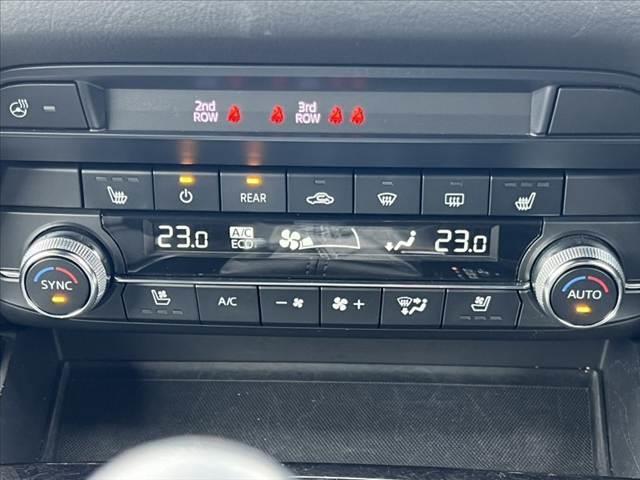 2nd ROW 3rd ROW
REAR
23.0 A/C ECO 23.0
SYNC AUTO
A/C